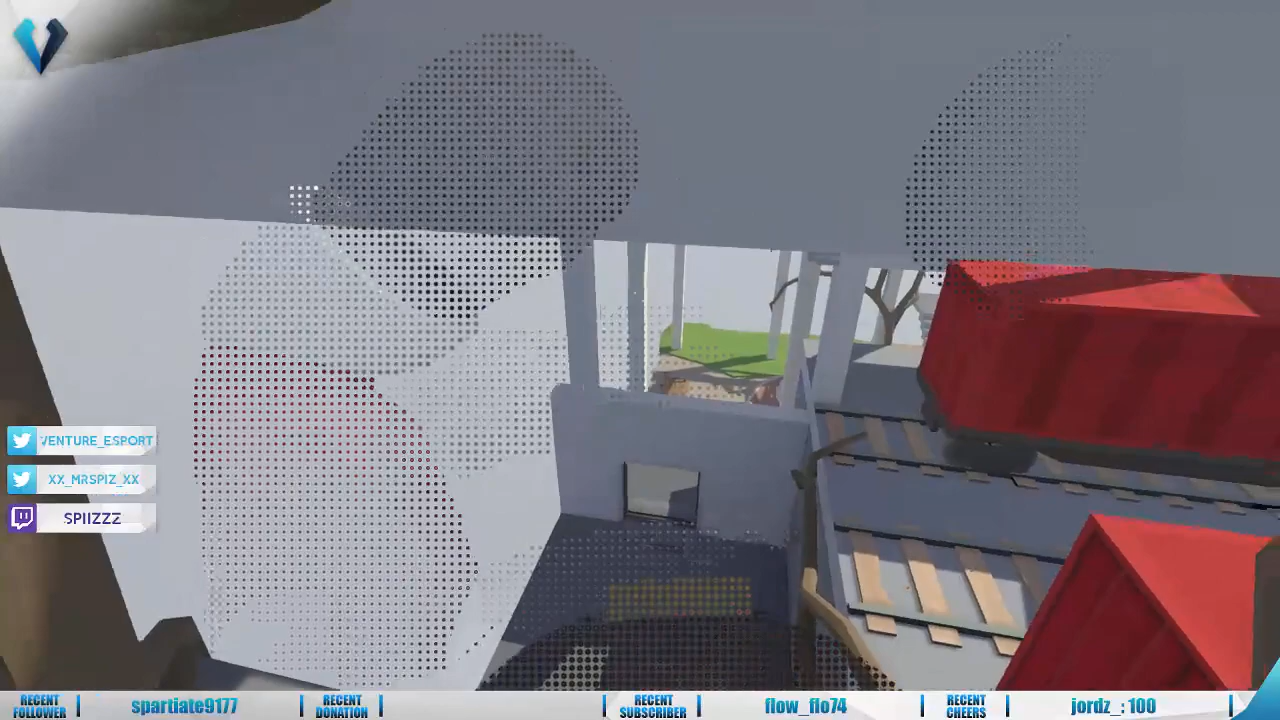 VENTURE_ESPORT
XX_MRSPIZ_XX
SPIIZZZ
RECENT FOLLOWER
spartiate9177
RECENT DONATION
RECENT SUBSCRIBER
flow_flo74
RECENT CHEERS
jordz_: 100